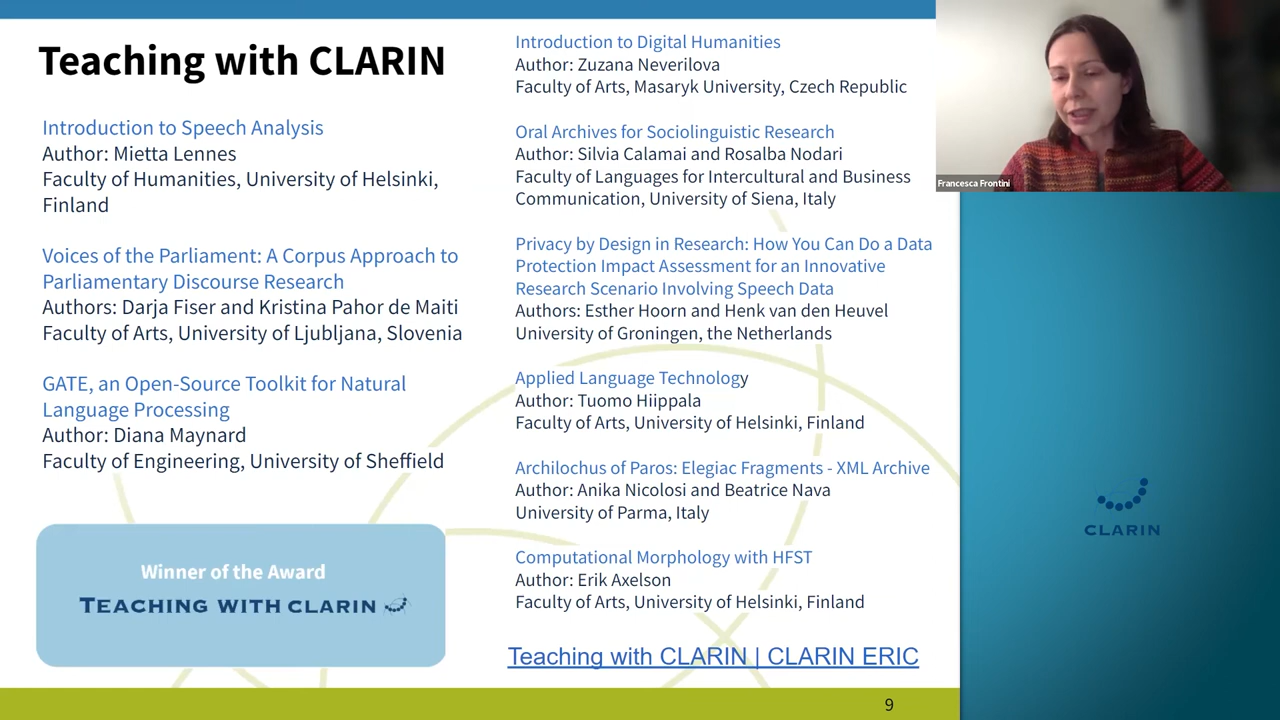 Teaching with CLARIN
Introduction to Speech Analysis
Author: Mietta Lennes
Faculty of Humanities, University of Helsinki,
Finland
Voices of the Parliament: A Corpus Approach to
Parliamentary Discourse Research
Authors: Darja Fiser and Kristina Pahor de Maiti
Faculty of Arts, University of Ljubljana, Slovenia
GATE, an Open-Source Toolkit for Natural
Language Processing
Author: Diana Maynard
Faculty of Engineering, University of Sheffield
Winner of the Award
TEACHING WITH CLARIN
Introduction to Digital Humanities
Author: Zuzana Neverilova
Faculty of Arts, Masaryk University, Czech Republic
Oral Archives for Sociolinguistic Research
Author: Silvia Calamai and Rosalba Nodari
Faculty of Languages for Intercultural and Business
Communication, University of Siena, Italy
Privacy by Design in Research: How You Can Do a Data
Protection Impact Assessment for an Innovative
Research Scenario Involving Speech Data
Authors: Esther Hoorn and Henk van den Heuvel
University of Groningen, the Netherlands
Applied Language Technology
Author: Tuomo Hiippala
Faculty of Arts, University of Helsinki, Finland
Archilochus of Paros: Elegiac Fragments - XML Archive
Author: Anika Nicolosi and Beatrice Nava
University of Parma, Italy
Computational Morphology with HFST
Author: Erik Axelson
Faculty of Arts, University of Helsinki, Finland
Teaching with CLARIN | CLARIN ERIC
9
Francesca Frontini
CLARIN